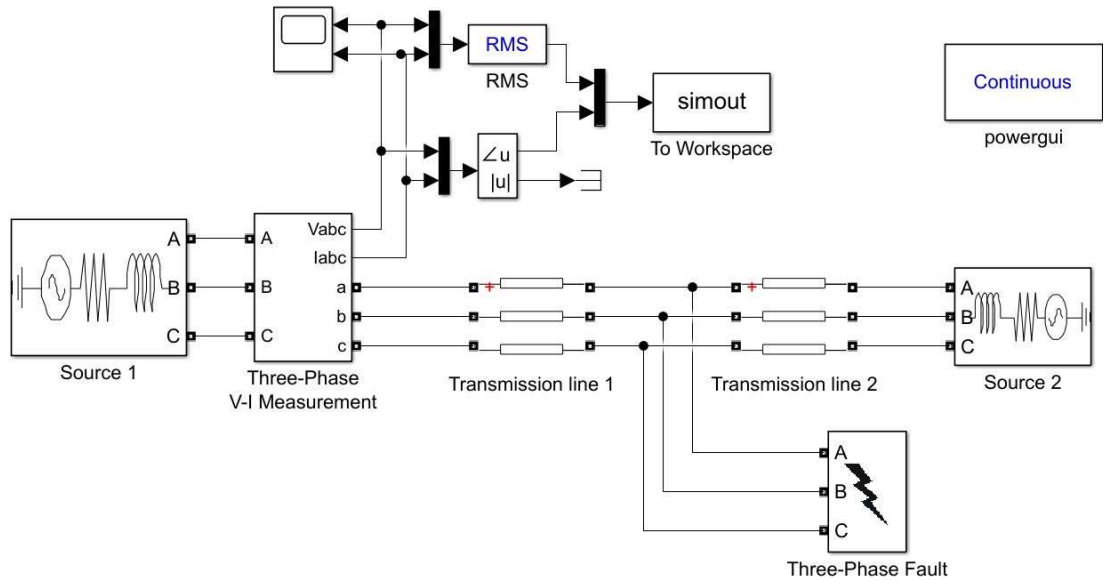 RMS
RMS
simout
To Workspace
Continuous
powergui
∠u
|u|
A
B
C
Source 1
A
B
C
Vabc
Iabc
a
b
c
Three-Phase
V-I Measurement
+
Transmission line 1
+
Transmission line 2
A
B
C
Source 2
A
B
C
Three-Phase Fault